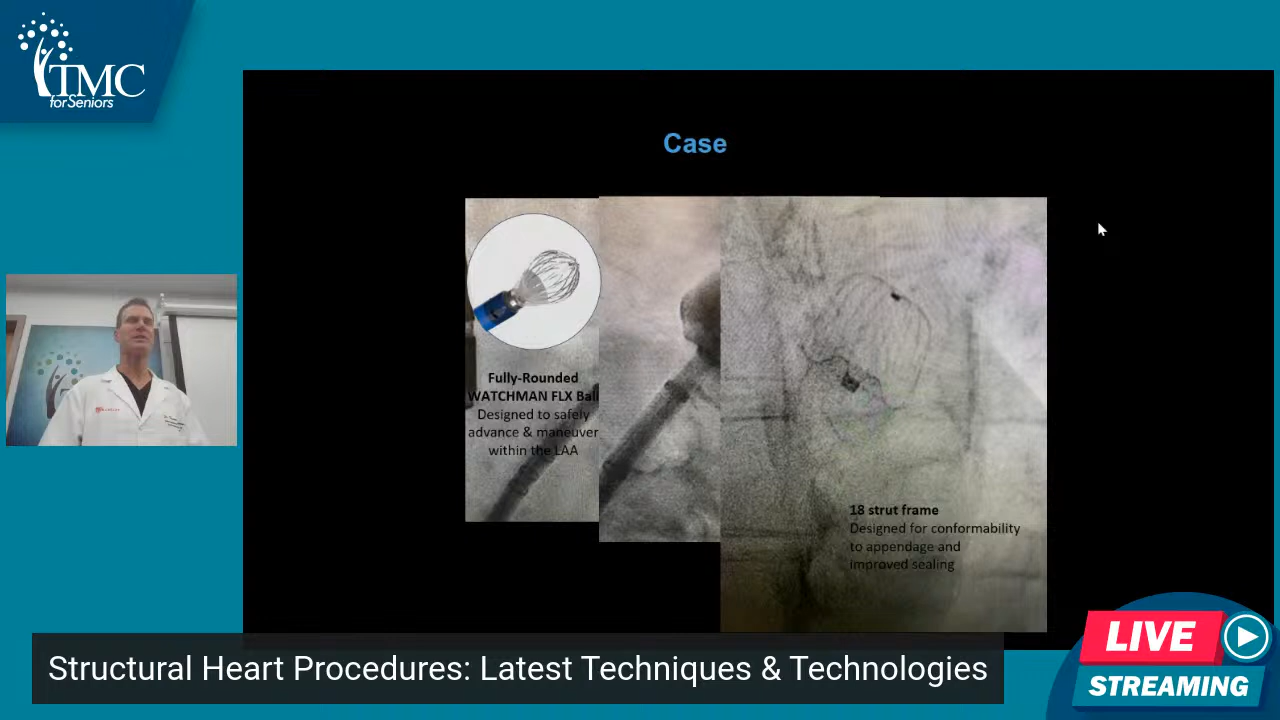 TMC
for Seniors
Case
Fully-Rounded
WATCHMAN FLX Ball
Designed to safely
advance & maneuver
within the LAA
18 strut frame
Designed for conformability
to appendage and
improved sealing
Structural Heart Procedures: Latest Techniques & Technologies
LIVE
STREAMING